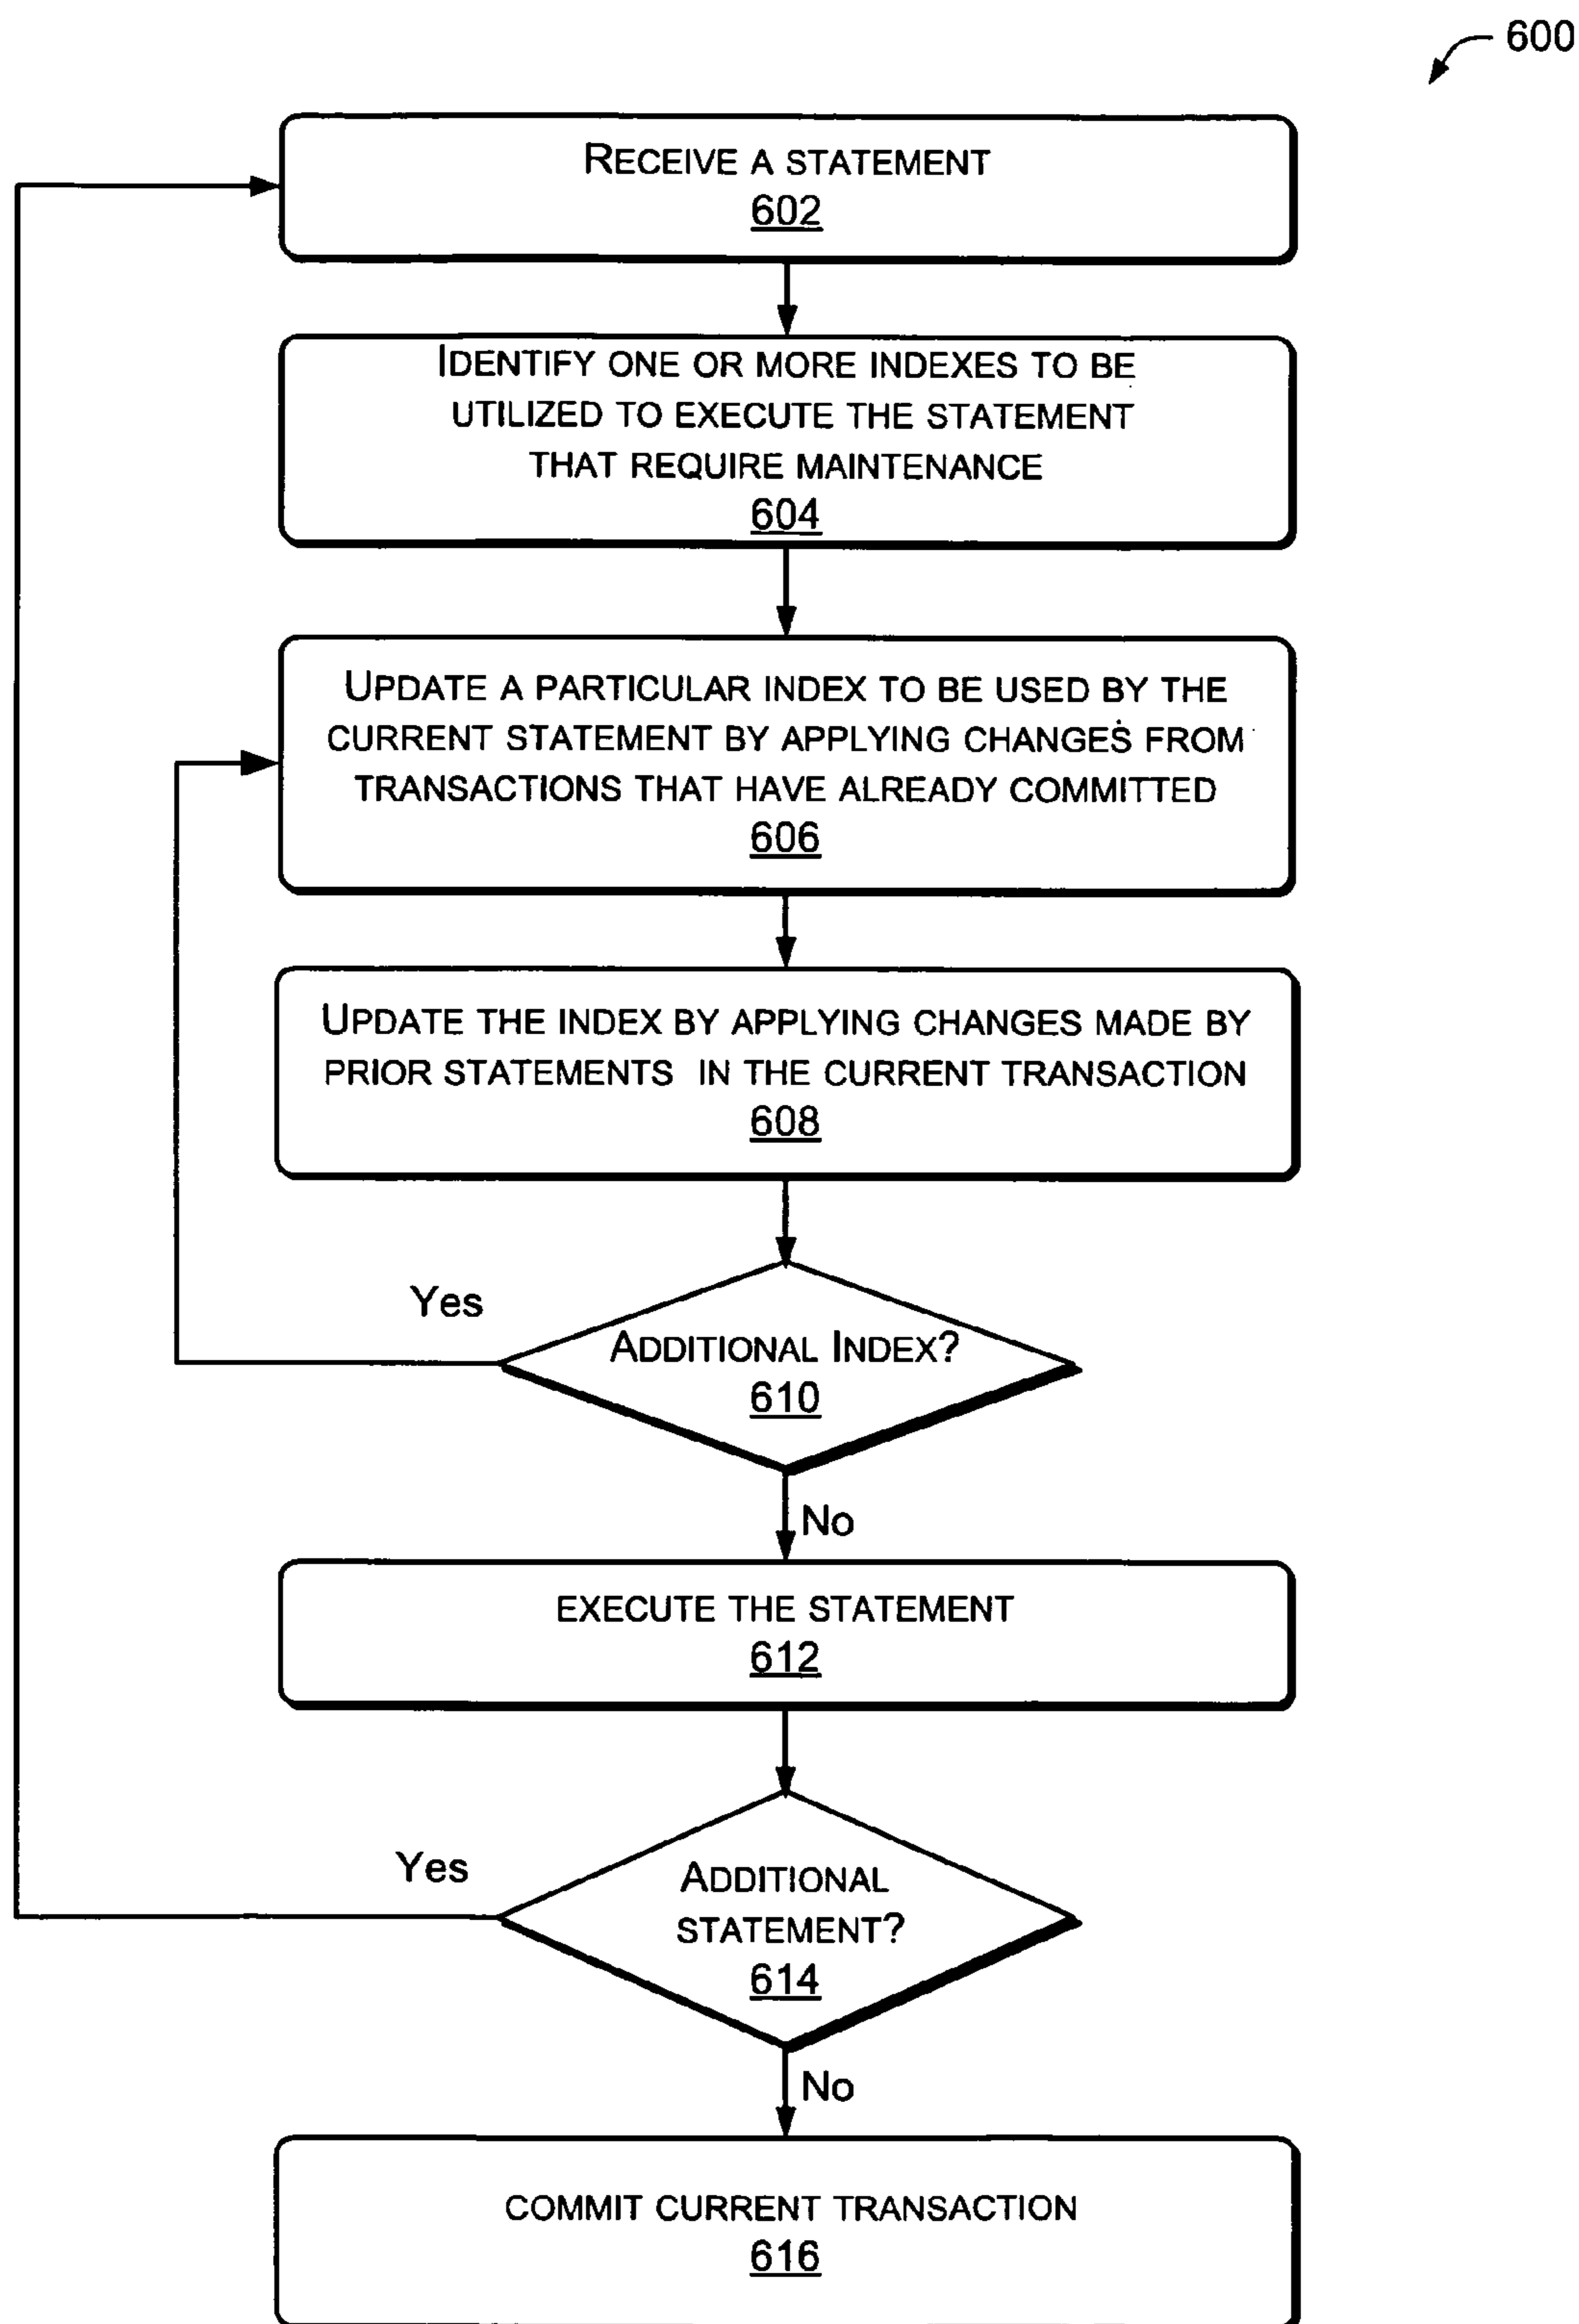 600
RECEIVE A STATEMENT
602
IDENTIFY ONE OR MORE INDEXES TO BE
UTILIZED TO EXECUTE THE STATEMENT
THAT REQUIRE MAINTENANCE
604
UPDATE A PARTICULAR INDEX TO BE USED BY THE
CURRENT STATEMENT BY APPLYING CHANGES FROM
TRANSACTIONS THAT HAVE ALREADY COMMITTED
606
UPDATE THE INDEX BY APPLYING CHANGES MADE BY
PRIOR STATEMENTS IN THE CURRENT TRANSACTION
608
Yes
ADDITIONAL INDEX?
610
No
EXECUTE THE STATEMENT
612
Yes
ADDITIONAL
STATEMENT?
614
No
COMMIT CURRENT TRANSACTION
616